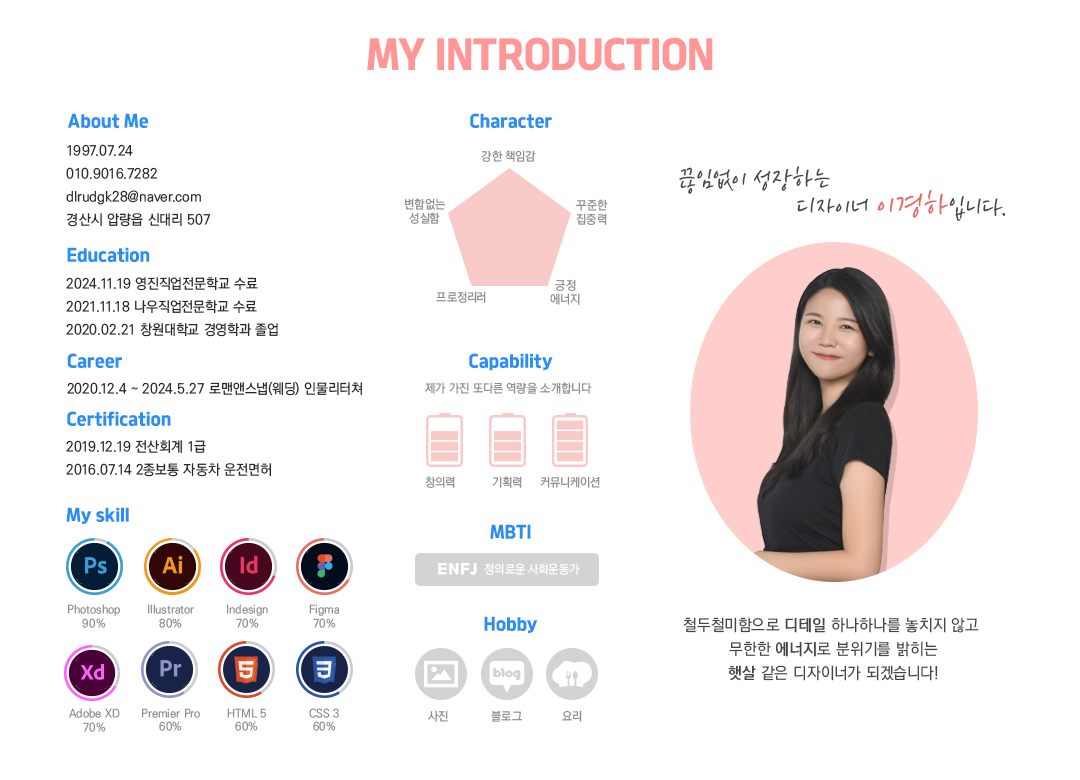 MY INTRODUCTION
About Me
1997.07.24
010.9016.7282
dlrudgk28@naver.com
경산시 압량읍 신대리 507
Education
2024.11.19 영진직업전문학교 수료
2021.11.18 나우직업전문학교 수료
2020.02.21 창원대학교 경영학과 졸업
Career
2020.12.4 ~ 2024.5.27 로맨앤스냅(웨딩) 인물리터쳐
Certification
2019.12.19 전산회계 1급
2016.07.14 2종보통 자동차 운전면허
My skill
Ps
Ai
Id
Photoshop
90%
Illustrator
80%
Indesign
70%
Figma
70%
Xd
Pr
5
3
Adobe XD
70%
Premier Pro
60%
HTML 5
60%
CSS 3
60%
Character
강한 책임감
변함없는
성실함
꾸준한
집중력
프로정리러
긍정
에너지
Capability
제가 가진 또다른 역량을 소개합니다
창의력
기획력
커뮤니케이션
MBTI
ENFJ 정의로운 사회운동가
Hobby
blog
사진
블로그
요리
끊임없이 성장하는
디자이너 이경하입니다.
철두철미함으로 디테일 하나하나를 놓치지 않고
무한한 에너지로 분위기를 밝히는
햇살 같은 디자이너가 되겠습니다!